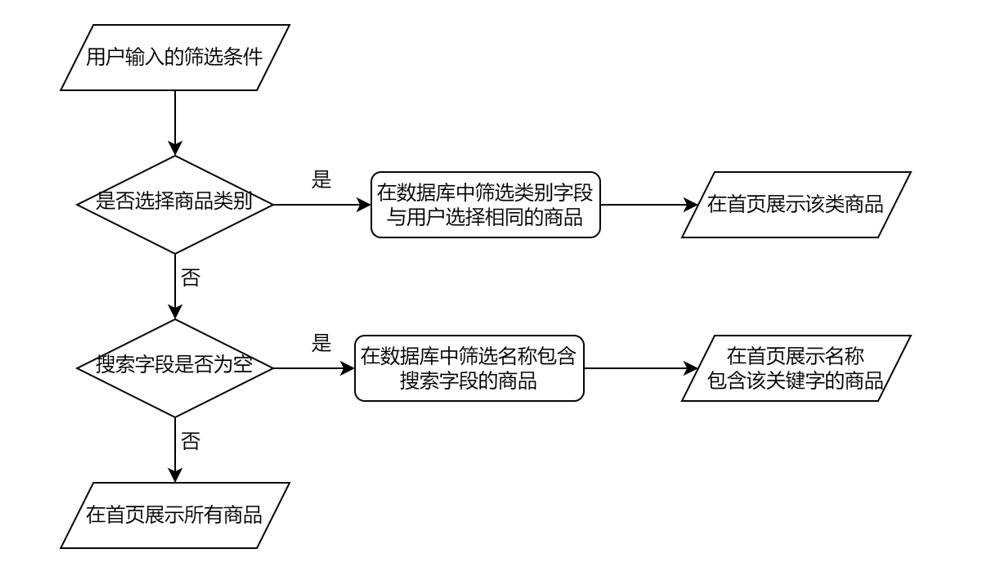 用户输入的筛选条件
是否选择商品类别
是
在数据库中筛选类别字段
与用户选择相同的商品
在首页展示该类商品
否
搜索字段是否为空
是
在数据库中筛选名称包含
搜索字段的商品
在首页展示名称
包含该关键字的商品
否
在首页展示所有商品